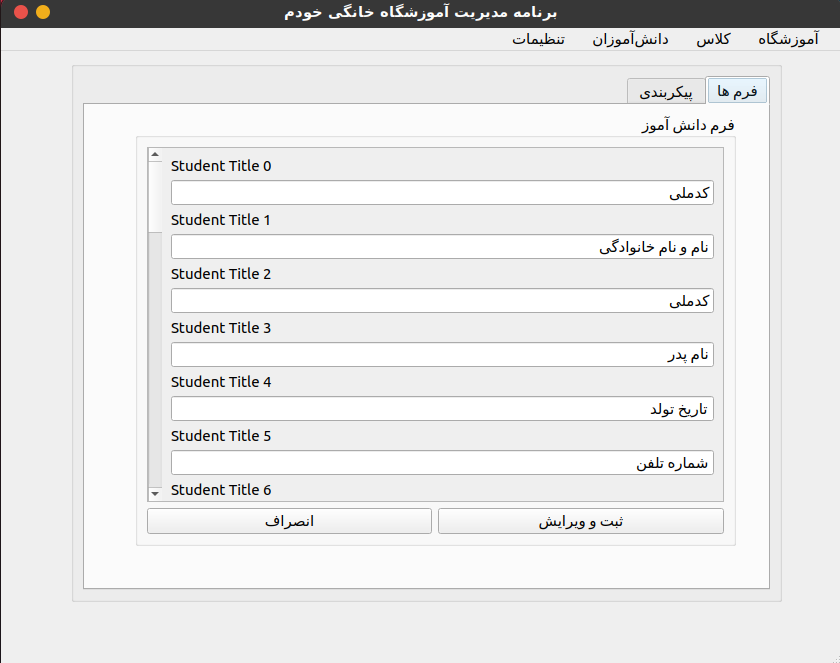 برنامه مدیریت آموزشگاه خانگی خودم
آموزشگاه کلاس دانش‌آموزان تنظیمات
فرم ها پیکربندی
فرم دانش آموز
Student Title 0
کدملی
Student Title 1
نام و نام خانوادگی
Student Title 2
کدملی
Student Title 3
نام پدر
Student Title 4
تاریخ تولد
Student Title 5
شماره تلفن
Student Title 6
ثبت و ویرایش انصراف